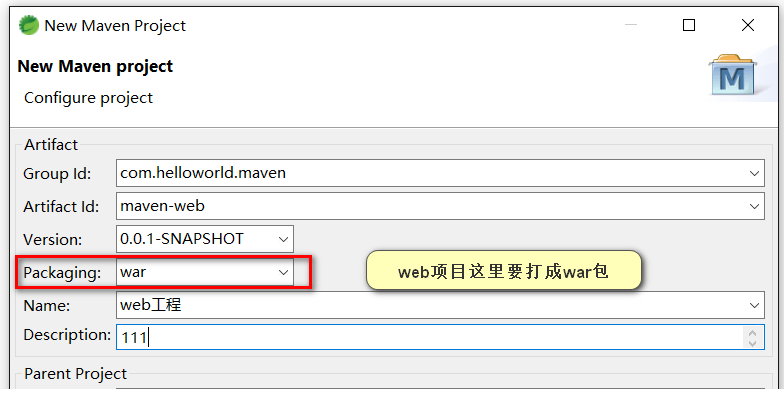 New Maven Project
New Maven project
Configure project
M
Artifact
Group Id: com.helloworld.maven
Artifact Id: maven-web
Version: 0.0.1-SNAPSHOT
Packaging: war
web项目这里要打成war包
Name: web工程
Description: 111
Parent Project